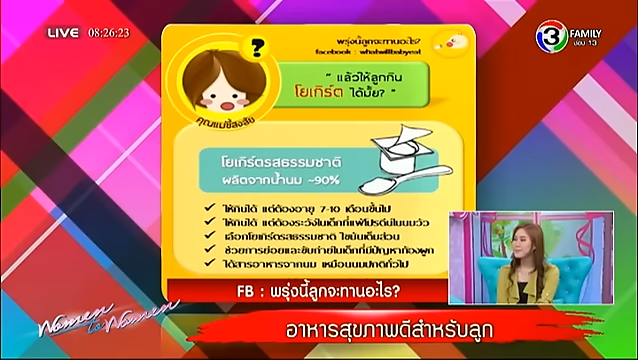 LIVE 08:26:23
พรุ่งนี้ลูกจะทานอะไร?
facebook : whatwillbabyeat
3 FAMILY
ช่อง 13
?
" แล้วให้ลูกกิน
โยเกิร์ต ได้มั้ย? "
คุณแม่ขี้สงสัย
โยเกิร์ตรสธรรมชาติ
ผลิตจากน้ำนม ~90%
✓ ให้กินได้ แต่ต้องอายุ 7-10 เดือนขึ้นไป
✓ ให้กินได้ แต่ต้องระวังในเด็กที่แพ้โปรตีนในนมวัว
✓ เลือกโยเกิร์ตรสธรรมชาติ ไขมันเต็มส่วน
✓ ช่วยการย่อยและขับถ่ายในเด็กที่มีปัญหาท้องผูก
✓ ได้สารอาหารจากนม เหมือนนมปกติทั่วไป
FB : พรุ่งนี้ลูกจะทานอะไร?
Women to Women
อาหารสุขภาพดีสำหรับลูก